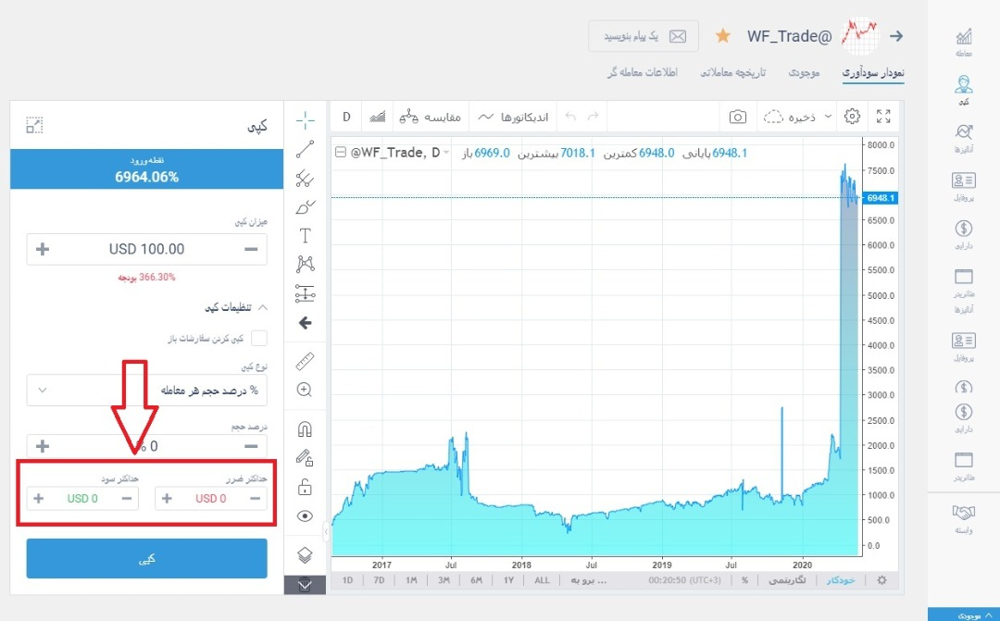 @WF_Trade
یک پیام بنویسید
نمودار سودآوری
موجودی
تاریخچه معاملاتی
اطلاعات معامله گر
معامله
کپی
آنالیزها
پروفایل
دارایی
متاتریدر
آنالیزها
پروفایل
دارایی
متاتریدر
وابسته
موجودی
کپی
نقطه ورود
6964.06%
میزان کپی
USD 100.00
366.30% بودجه
تنظیمات کپی
کپی کردن سفارشات باز
نوع کپی
% درصد حجم هر معامله
درصد حجم
% 0
حداکثر ضرر
حداکثر سود
USD 0
USD 0
کپی
D
مقایسه
اندیکاتورها
ذخیره
@WF_Trade, D
باز 6969.0 بیشترین 7018.1 کمترین 6948.0 پایانی 6948.1
8000.0
7500.0
6948.1
6500.0
6000.0
5500.0
5000.0
4500.0
4000.0
3500.0
3000.0
2500.0
2000.0
1500.0
1000.0
500.0
0.0
2017 Jul 2018 Jul 2019 Jul 2020
1D 7D 1M 3M 6M 1Y ALL برو به ...
00:20:50 (UTC+3) % لگاریتمی خودکار